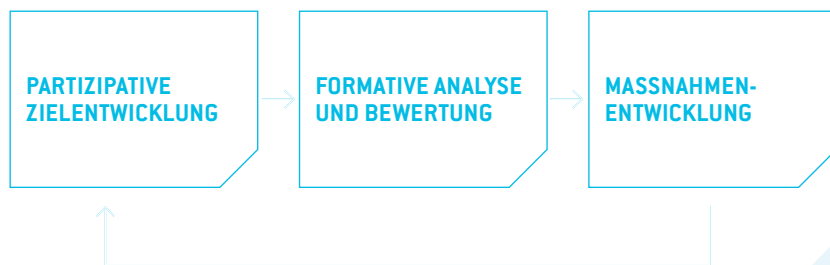 PARTIZIPATIVE
ZIELENTWICKLUNG
FORMATIVE ANALYSE
UND BEWERTUNG
MASSNAHMEN-
ENTWICKLUNG